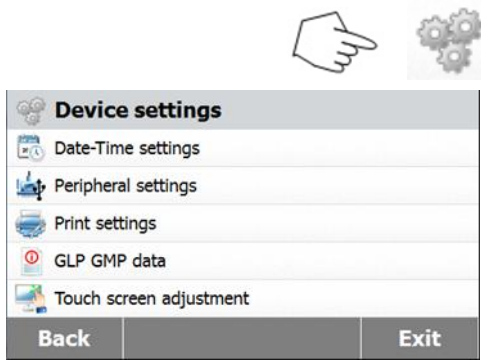 Device settings
Date-Time settings
Peripheral settings
Print settings
GLP GMP data
Touch screen adjustment
Back Exit